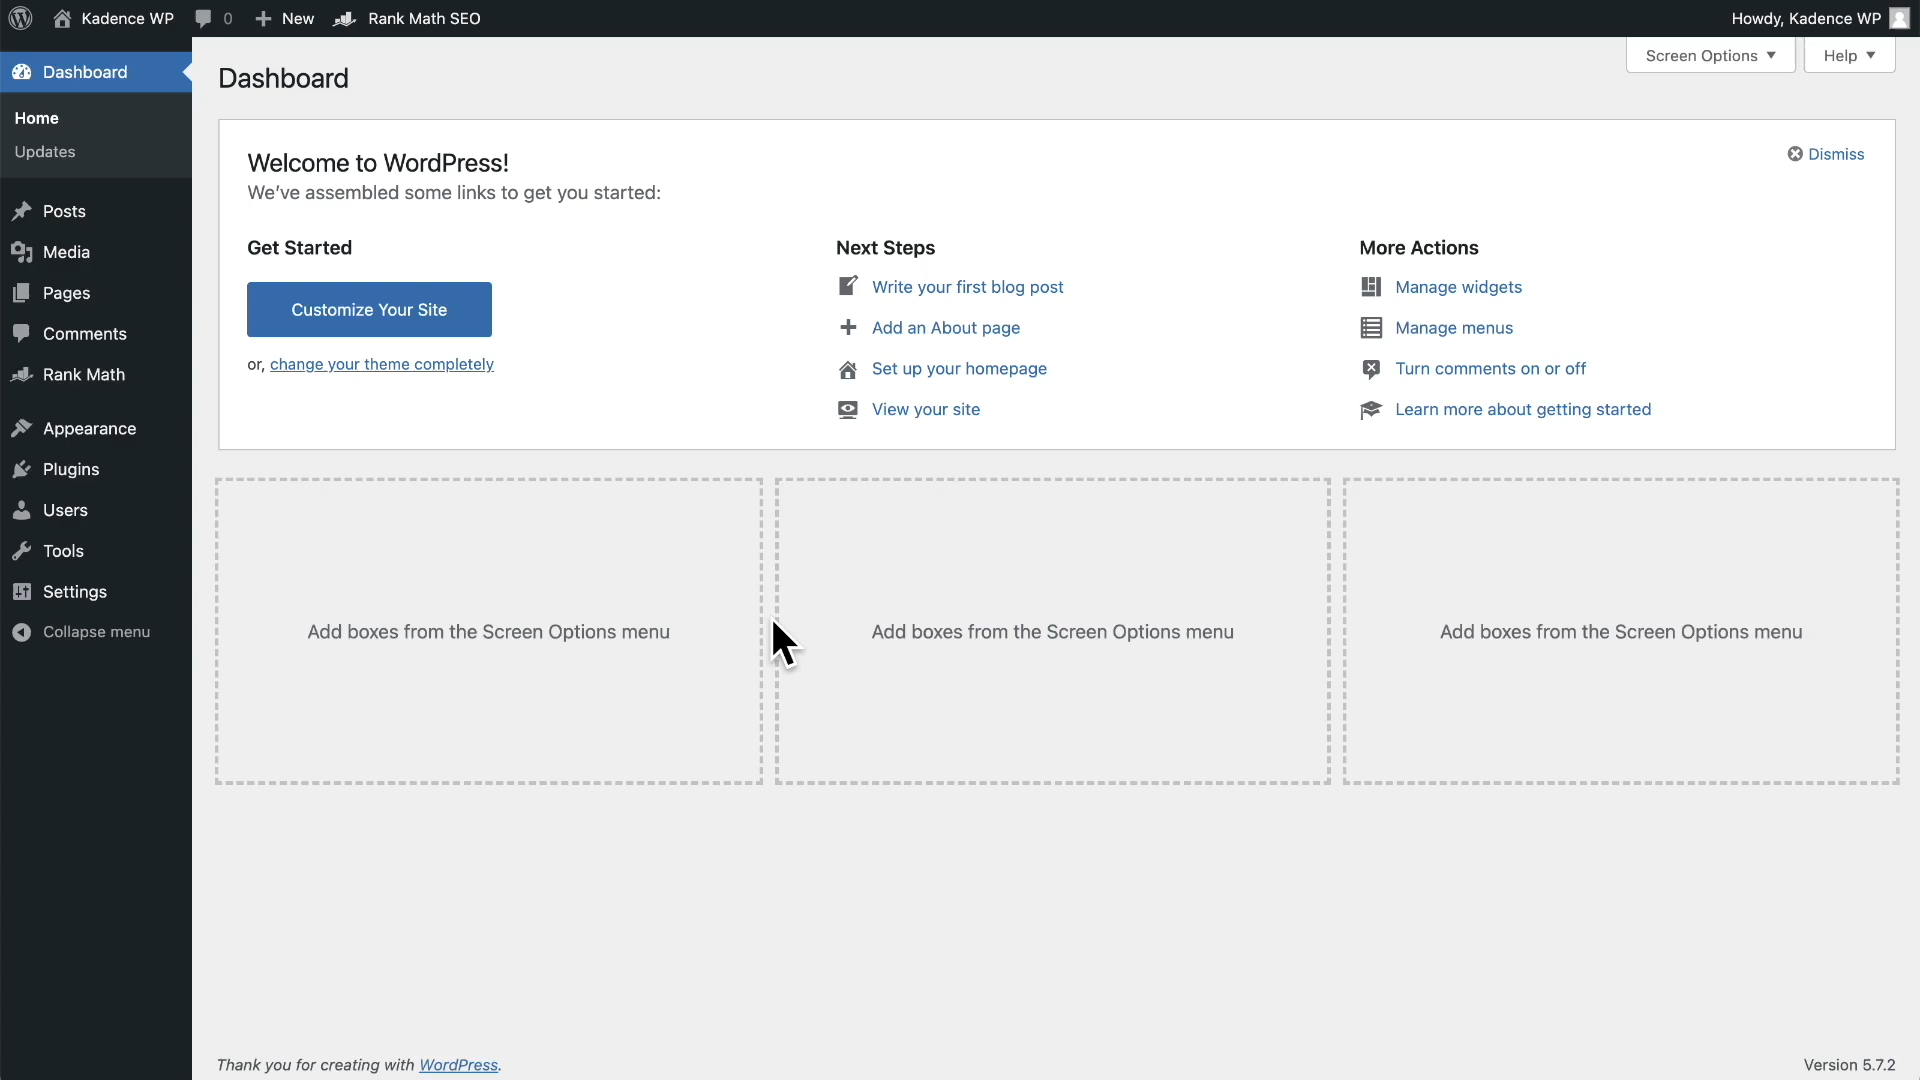 Kadence WP
0
New
Rank Math SEO
Howdy, Kadence WP
Dashboard
Home
Updates
Posts
Media
Pages
Comments
Rank Math
Appearance
Plugins
Users
Tools
Settings
Collapse menu
Screen Options
Help
Dashboard
Welcome to WordPress!
Dismiss
We've assembled some links to get you started:
Get Started
Customize Your Site
or, change your theme completely
Next Steps
Write your first blog post
Add an About page
Set up your homepage
View your site
More Actions
Manage widgets
Manage menus
Turn comments on or off
Learn more about getting started
Add boxes from the Screen Options menu
Add boxes from the Screen Options menu
Add boxes from the Screen Options menu
Thank you for creating with WordPress.
Version 5.7.2